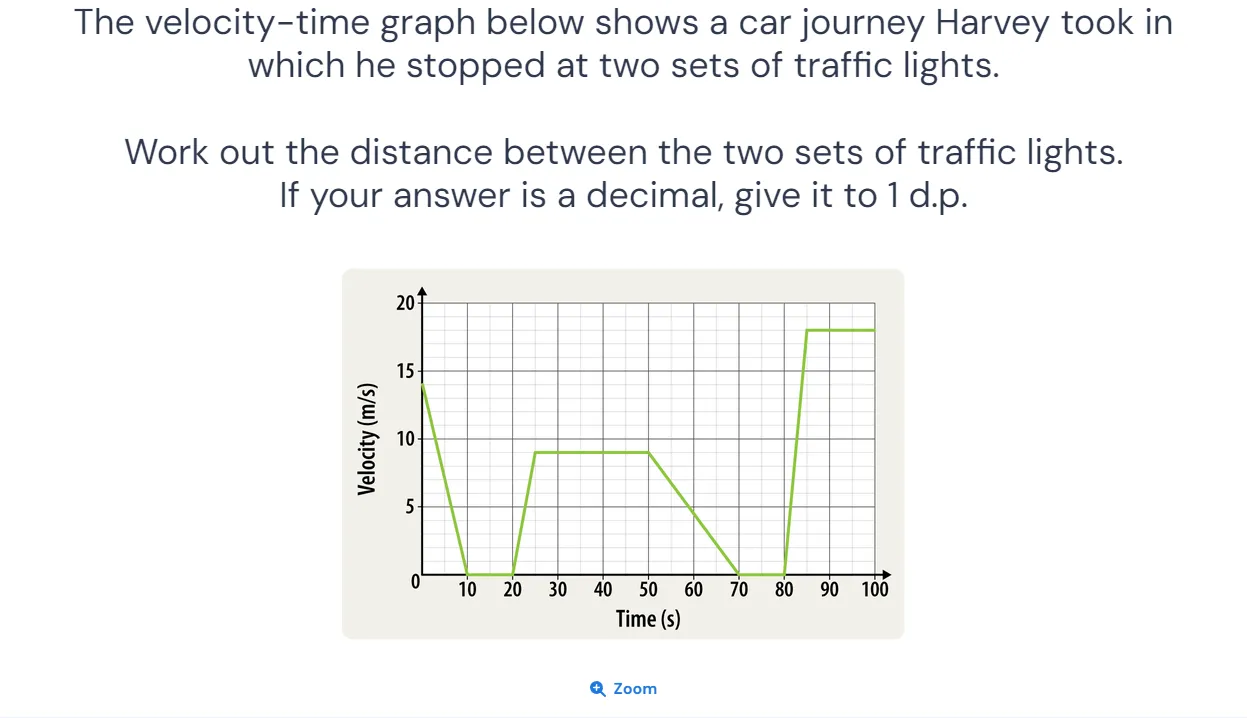 The velocity-time graph below shows a car journey Harvey took in
which he stopped at two sets of traffic lights.
Work out the distance between the two sets of traffic lights.
If your answer is a decimal, give it to 1 d.p.
20
15
10
5
0
Velocity (m/s)
10 20 30 40 50 60 70 80 90 100
Time (s)
Zoom